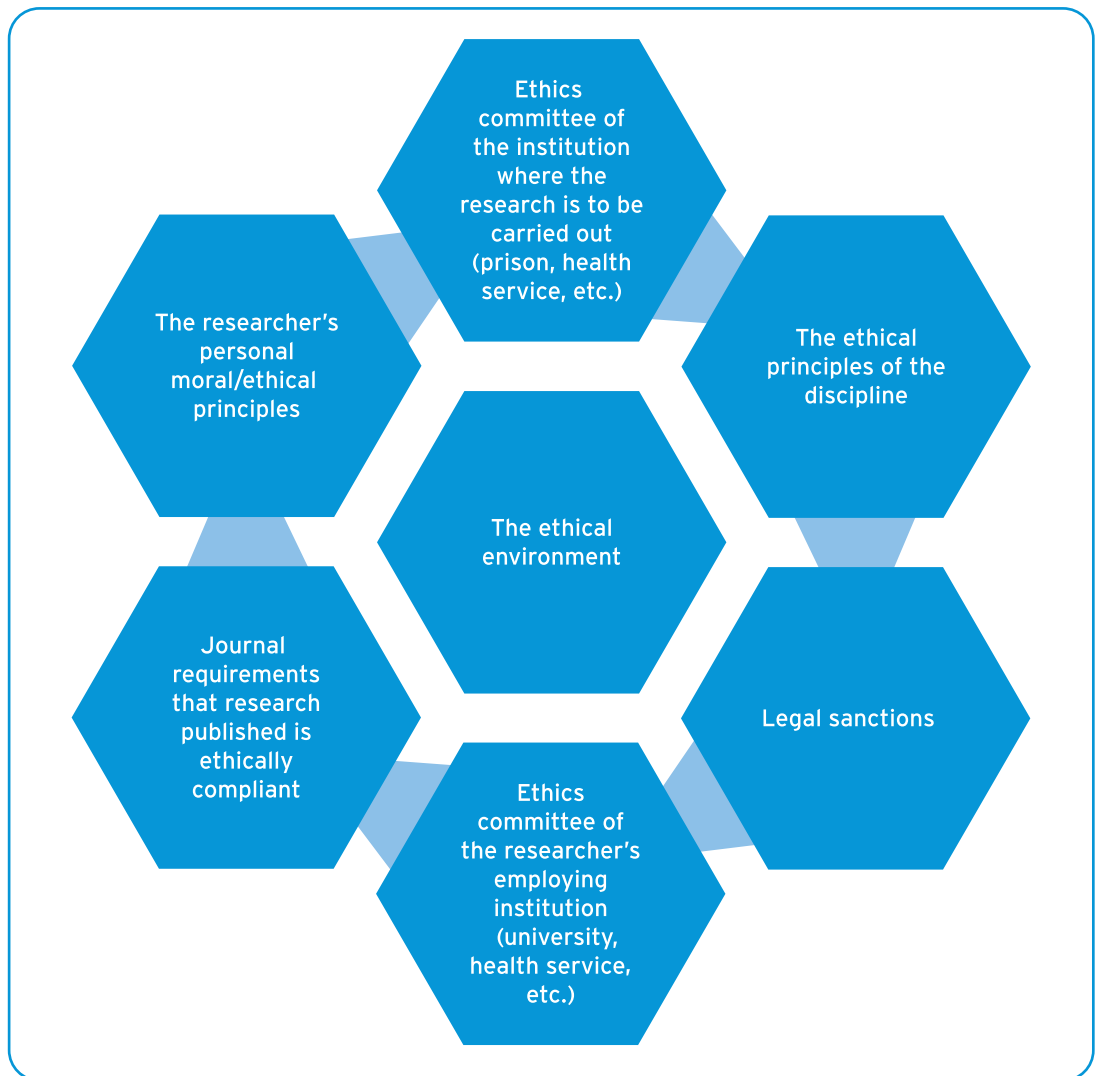 Ethics
committee of
the institution
where the
research is to be
carried out
(prison, health
service, etc.)
The researcher’s
personal
moral/ethical
principles
The ethical
principles of the
discipline
The ethical
environment
Journal
requirements
that research
published is
ethically
compliant
Legal sanctions
Ethics
committee of
the researcher’s
employing
institution
(university,
health service,
etc.)